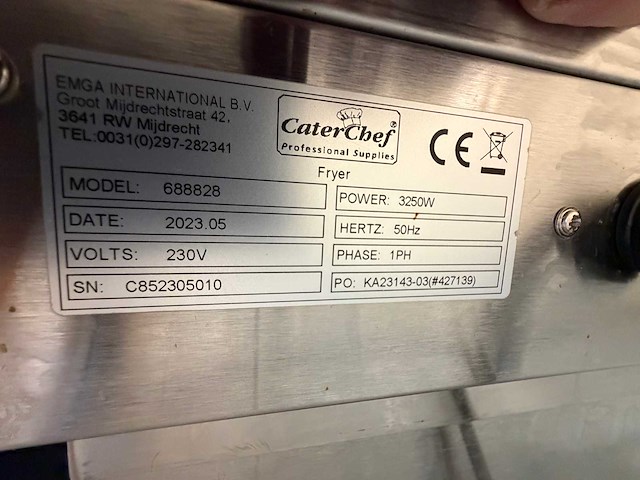 EMGA INTERNATIONAL B.V.
Groot Mijdrechtstraat 42,
3641 RW Mijdrecht
TEL:0031(0)297-282341
CaterChef®
Professional Supplies
CE
Fryer
MODEL: 688828
POWER: 3250W
DATE: 2023.05
HERTZ: 50Hz
VOLTS: 230V
PHASE: 1PH
SN: C852305010
PO: KA23143-03(#427139)